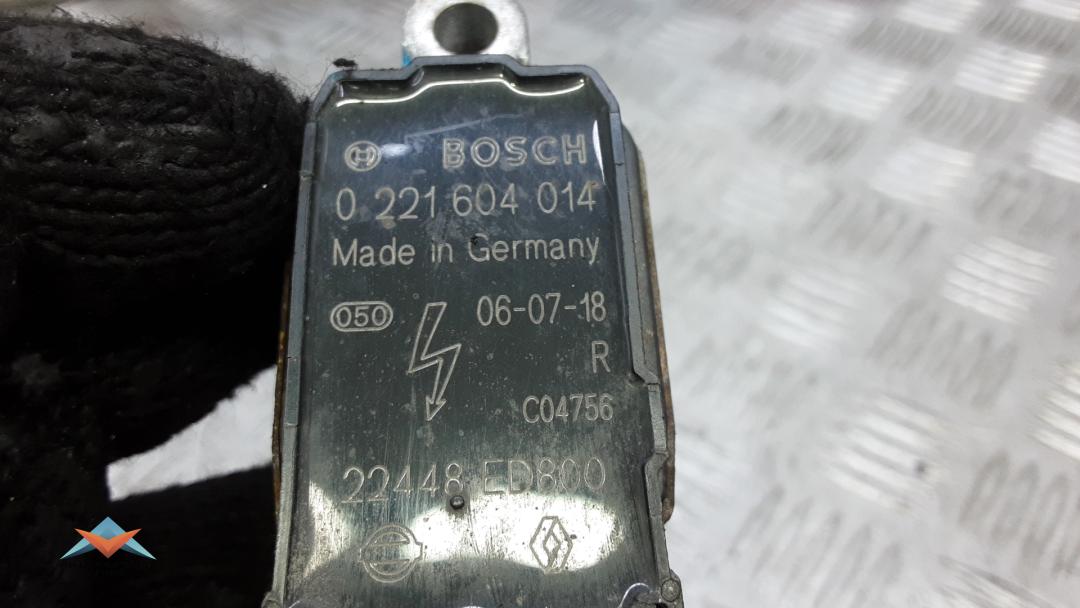 BOSCH
0 221 604 014
Made in Germany
050 06-07-18
R
C04756
22448 ED800